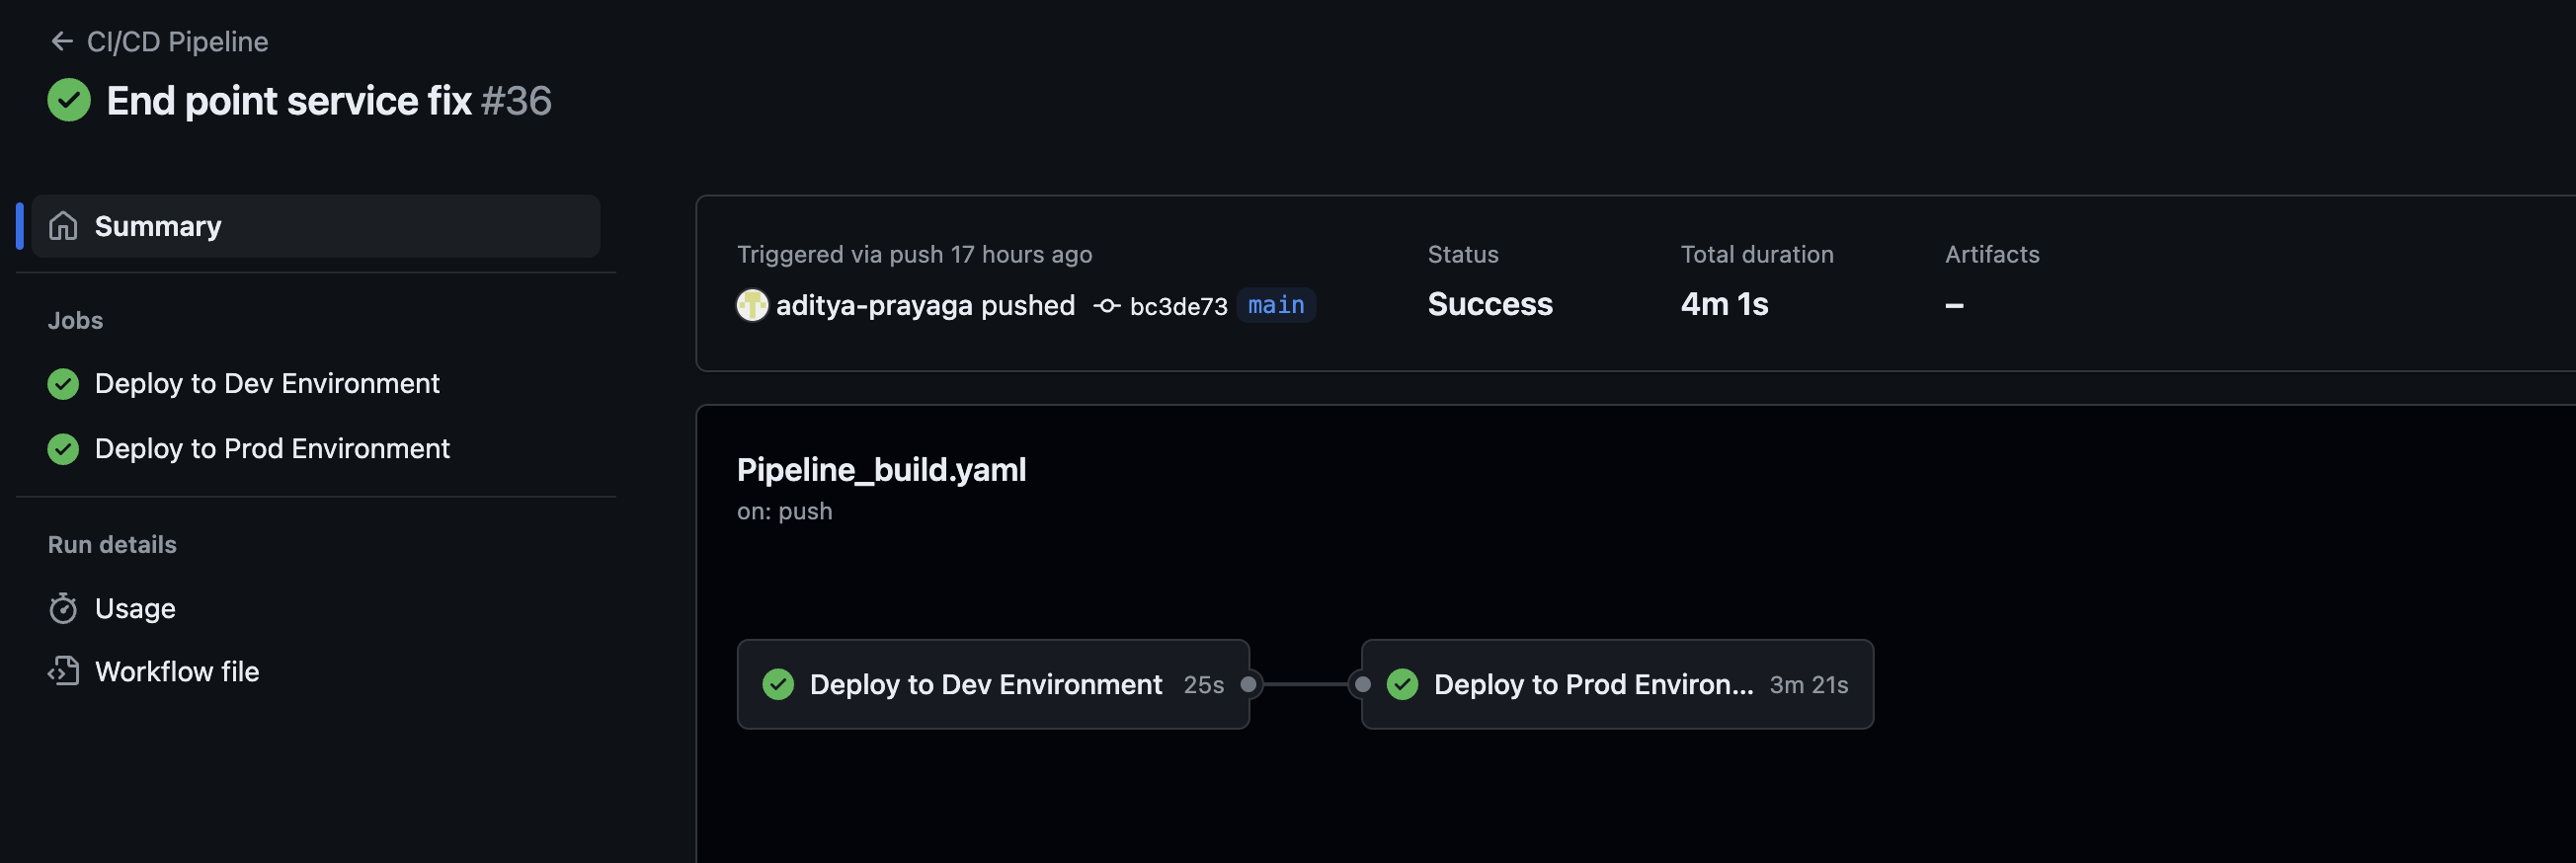 CI/CD Pipeline
End point service fix #36
Summary
Jobs
Deploy to Dev Environment
Deploy to Prod Environment
Run details
Usage
Workflow file
Triggered via push 17 hours ago
aditya-prayaga pushed bc3de73 main
Status
Success
Total duration
4m 1s
Artifacts
–
Pipeline_build.yaml
on: push
Deploy to Dev Environment 25s
Deploy to Prod Environ... 3m 21s